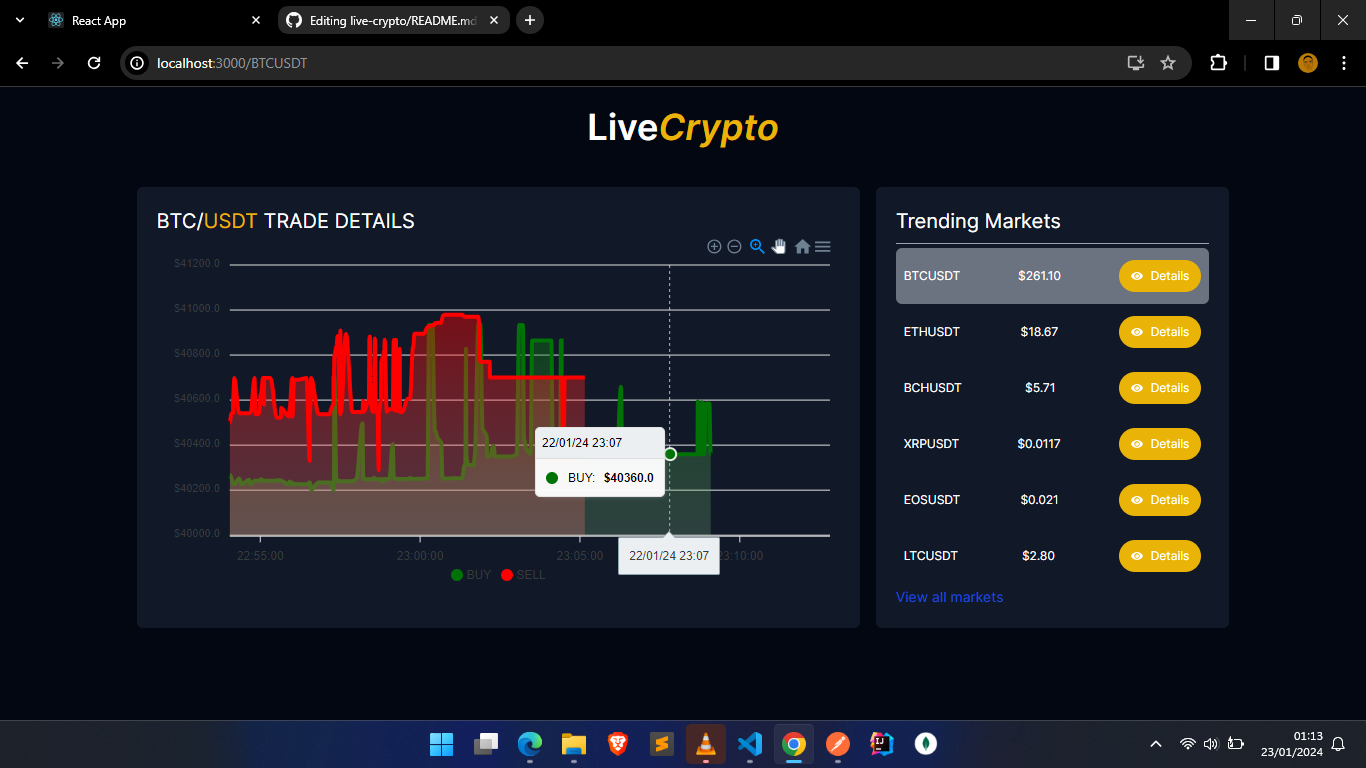 React App
Editing live-crypto/README.md
localhost:3000/BTCUSDT
LiveCrypto
BTC/USDT TRADE DETAILS
$41200.0
$41000.0
$40800.0
$40600.0
$40400.0
$40200.0
$40000.0
22/01/24 23:07
BUY: $40360.0
22:55:00
23:00:00
23:05:00
22/01/24 23:07
23:10:00
BUY
SELL
Trending Markets
BTCUSDT $261.10 Details
ETHUSDT $18.67 Details
BCHUSDT $5.71 Details
XRPUSDT $0.0117 Details
EOSUSDT $0.021 Details
LTCUSDT $2.80 Details
View all markets
01:13
23/01/2024